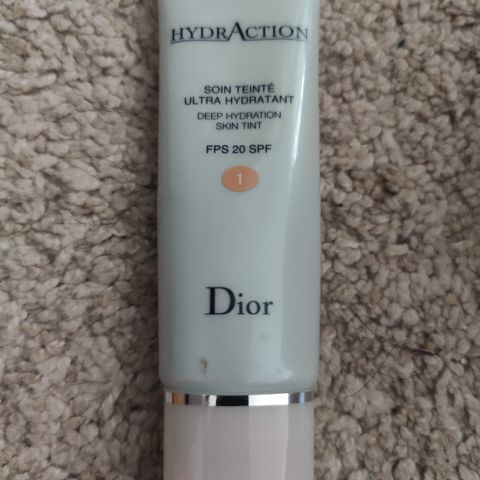 HYDRACTION
SOIN TEINTÉ
ULTRA HYDRATANT
DEEP HYDRATION
SKIN TINT
FPS 20 SPF
1
Dior